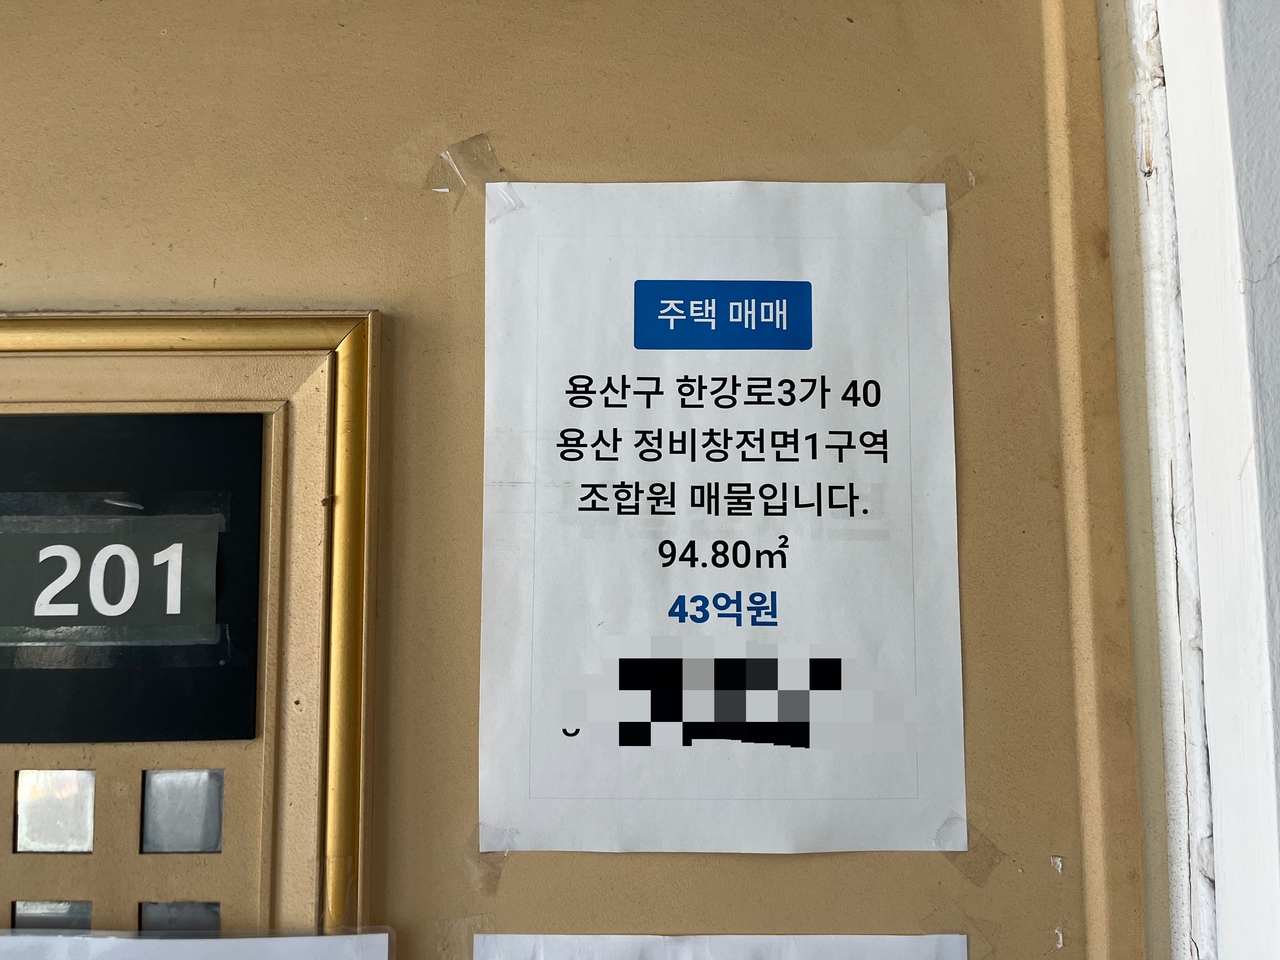 주택 매매
용산구 한강로3가 40
용산 정비창전면1구역
조합원 매물입니다.
94.80㎡
43억원
201